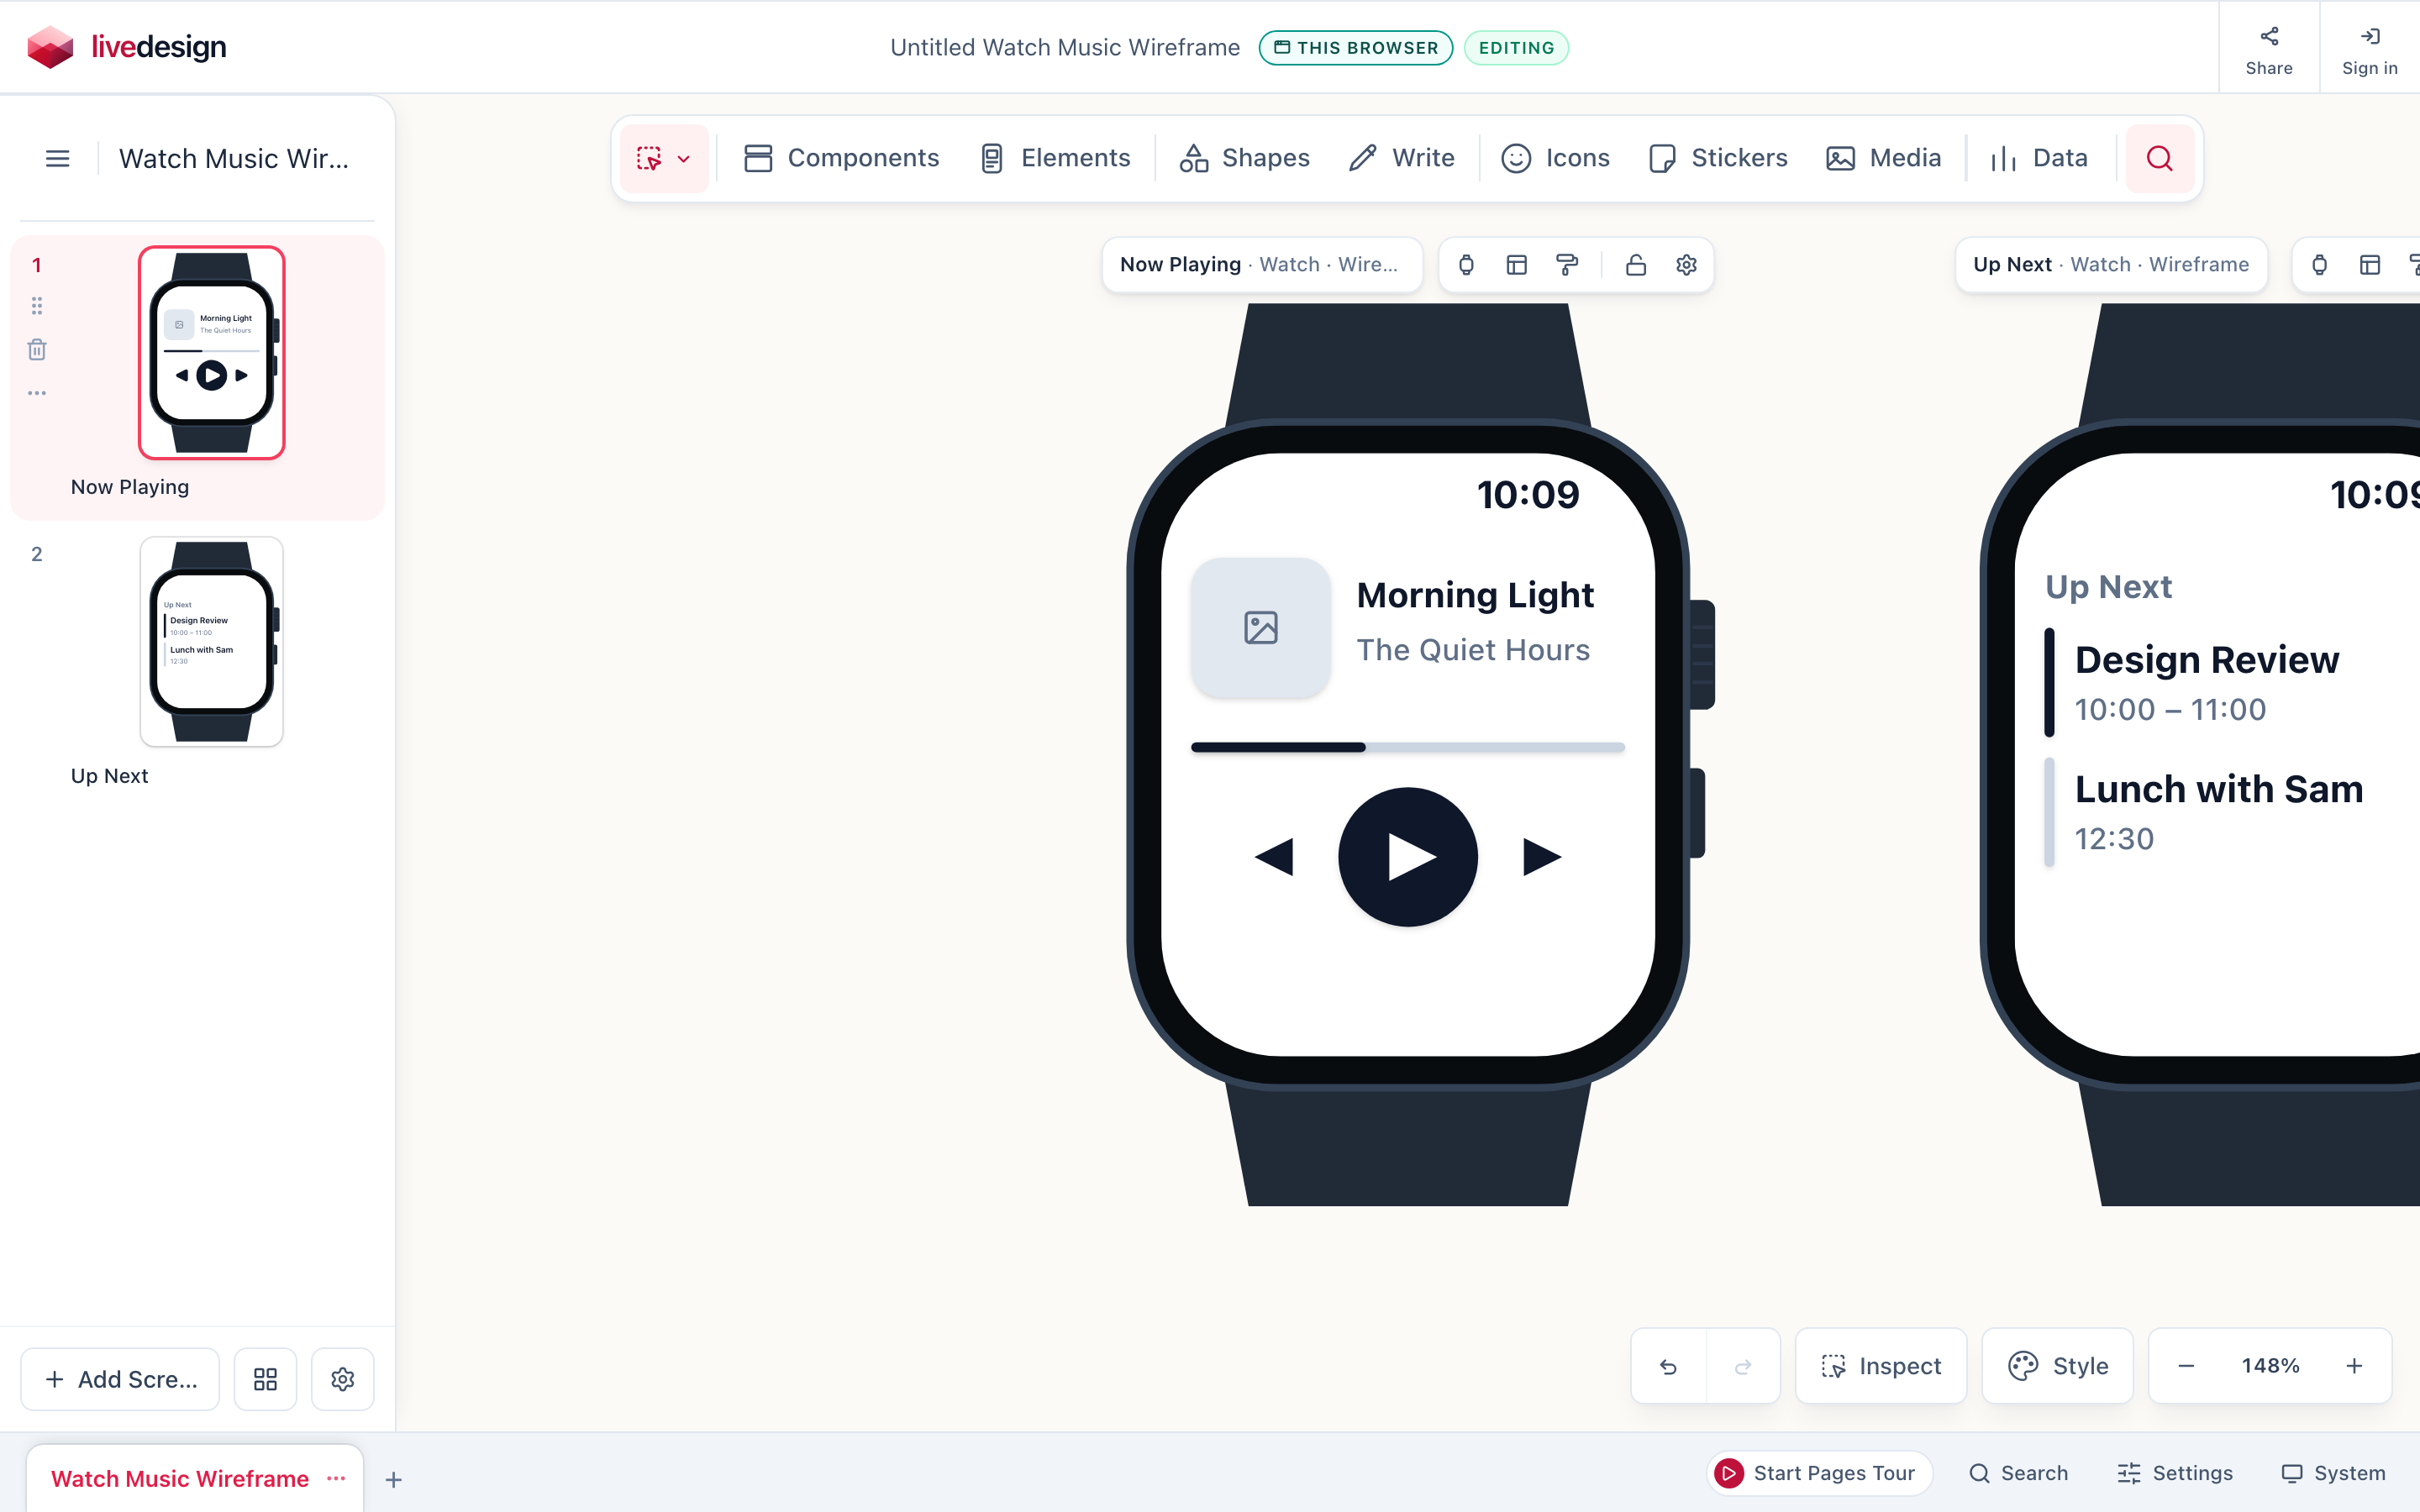 livedesign
Untitled Watch Music Wireframe
THIS BROWSER
EDITING
Share
Sign in
Watch Music Wir...
Components
Elements
Shapes
Write
Icons
Stickers
Media
Data
1
Morning Light
The Quiet Hours
Now Playing
2
Up Next
Design Review
10:00 – 11:00
Lunch with Sam
12:30
Up Next
Now Playing · Watch · Wire...
Up Next · Watch · Wireframe
10:09
Morning Light
The Quiet Hours
10:09
Up Next
Design Review
10:00 – 11:00
Lunch with Sam
12:30
Add Scre...
Inspect
Style
148%
Watch Music Wireframe
Start Pages Tour
Search
Settings
System